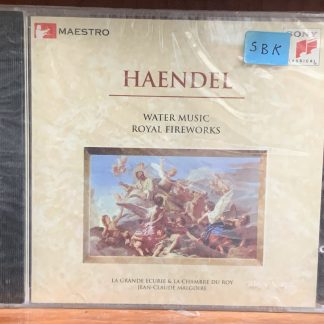 MAESTRO
SONY
CLASSICAL
SBK
HAENDEL
WATER MUSIC
ROYAL FIREWORKS
LA GRANDE ECURIE & LA CHAMBRE DU ROY
JEAN-CLAUDE MALGOIRE